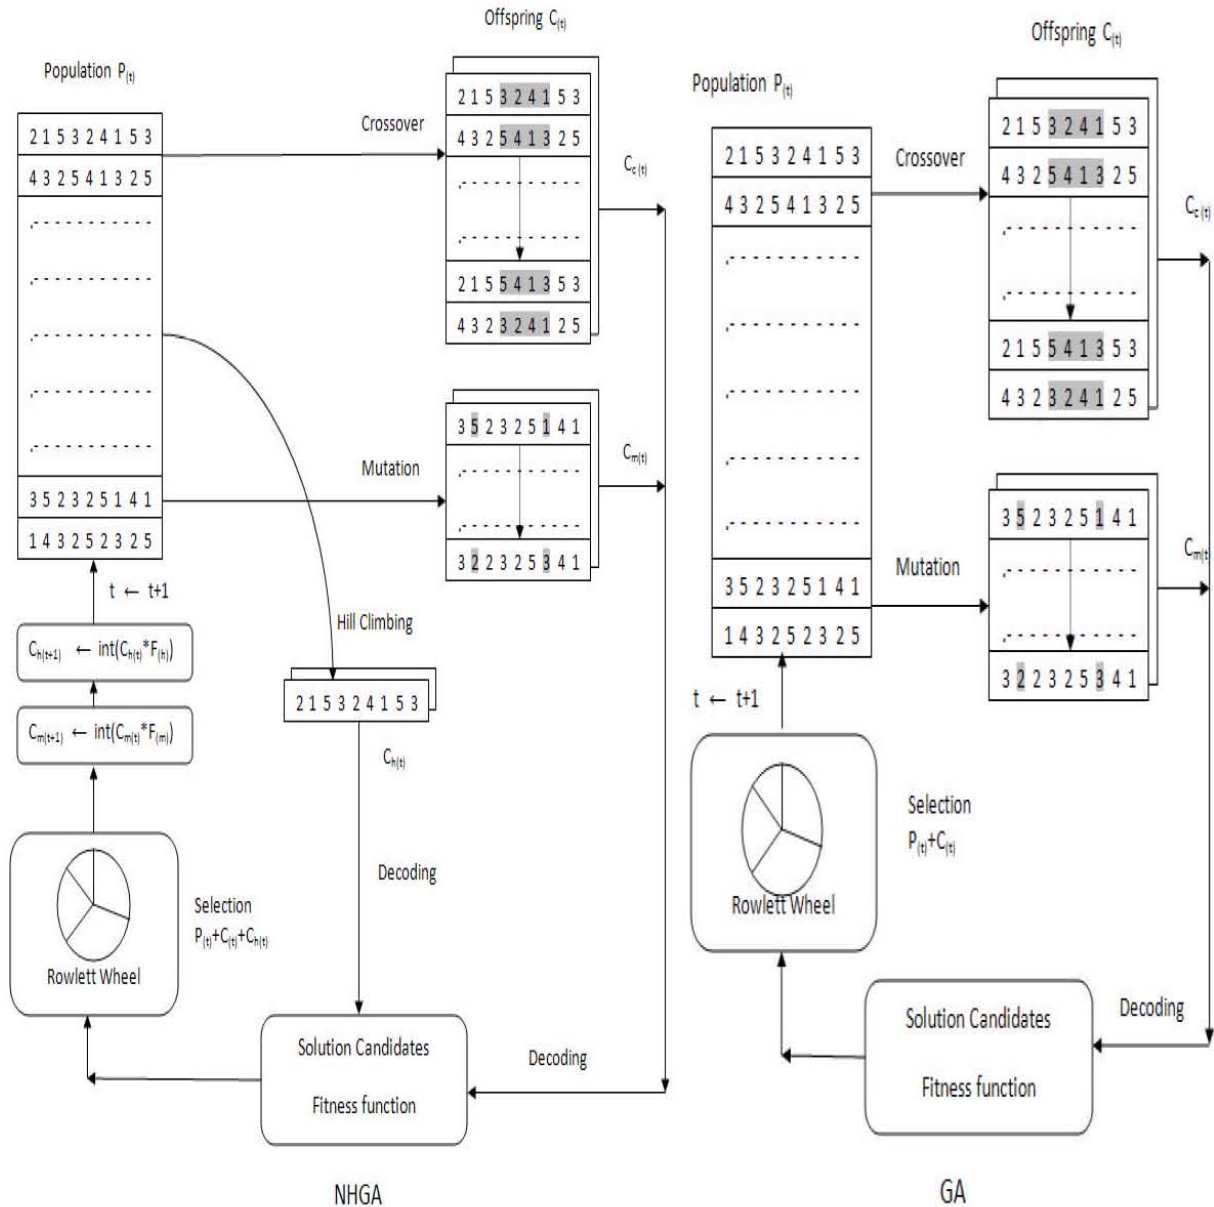 Offspring C(t)
Population P(t)
2 1 5 3 2 4 1 5 3
4 3 2 5 4 1 3 2 5
3 5 2 3 2 5 1 4 1
1 4 3 2 5 2 3 2 5
Crossover
2 1 5 3 2 4 1 5 3
4 3 2 5 4 1 3 2 5
2 1 5 5 4 1 3 5 3
4 3 2 3 2 4 1 2 5
Cc (t)
Mutation
3 5 2 3 2 5 1 4 1
3 2 2 3 2 5 3 4 1
Cm(t)
t ← t+1
Hill Climbing
Ch(t+1) ← int(Ch(t)*F(h))
2 1 5 3 2 4 1 5 3
Cm(t+1) ← int(Cm(t)*F(m))
Ch(t)
Decoding
Selection
P(t)+C(t)+Ch(t)
Rowlett Wheel
Solution Candidates
Fitness function
Decoding
NHGA
Offspring C(t)
Population P(t)
2 1 5 3 2 4 1 5 3
4 3 2 5 4 1 3 2 5
3 5 2 3 2 5 1 4 1
1 4 3 2 5 2 3 2 5
Crossover
2 1 5 3 2 4 1 5 3
4 3 2 5 4 1 3 2 5
2 1 5 5 4 1 3 5 3
4 3 2 3 2 4 1 2 5
Cc (t)
Mutation
3 5 2 3 2 5 1 4 1
3 2 2 3 2 5 3 4 1
Cm(t
t ← t+1
Selection
P(t)+C(t)
Rowlett Wheel
Solution Candidates
Fitness function
Decoding
GA